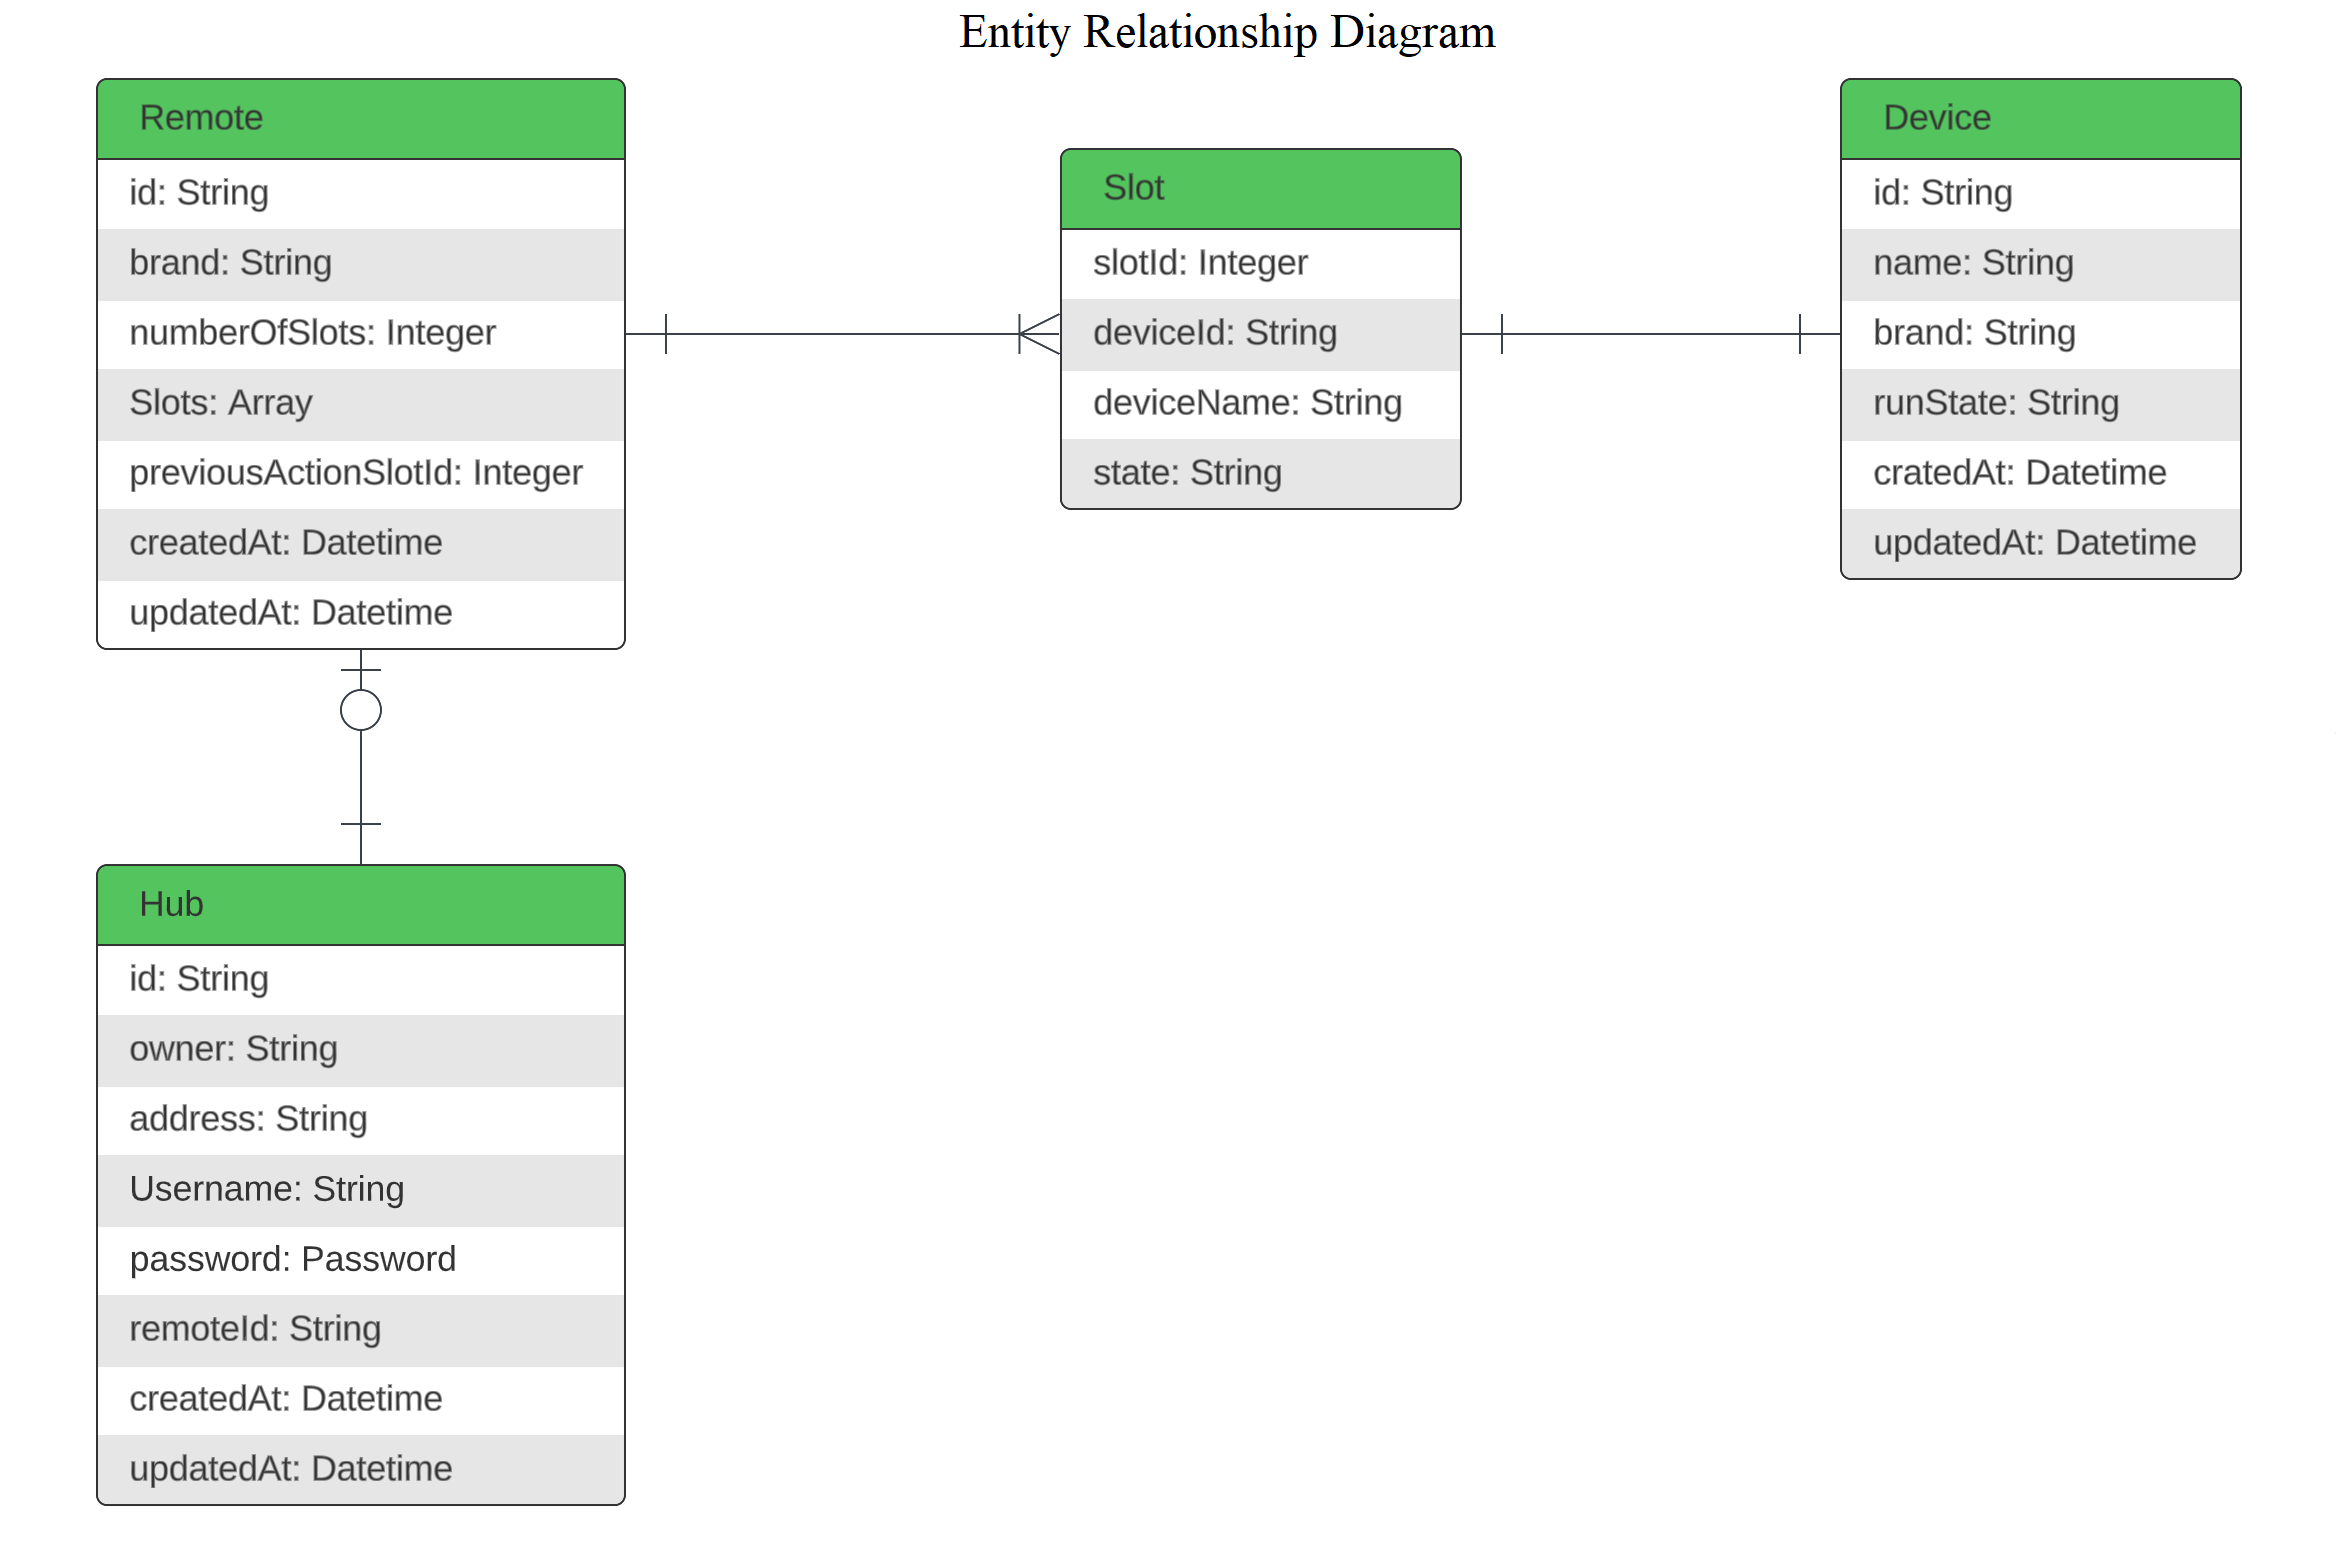 Entity Relationship Diagram
Remote
id: String
brand: String
numberOfSlots: Integer
Slots: Array
previousActionSlotId: Integer
createdAt: Datetime
updatedAt: Datetime
Slot
slotId: Integer
deviceId: String
deviceName: String
state: String
Device
id: String
name: String
brand: String
runState: String
cratedAt: Datetime
updatedAt: Datetime
Hub
id: String
owner: String
address: String
Username: String
password: Password
remoteId: String
createdAt: Datetime
updatedAt: Datetime